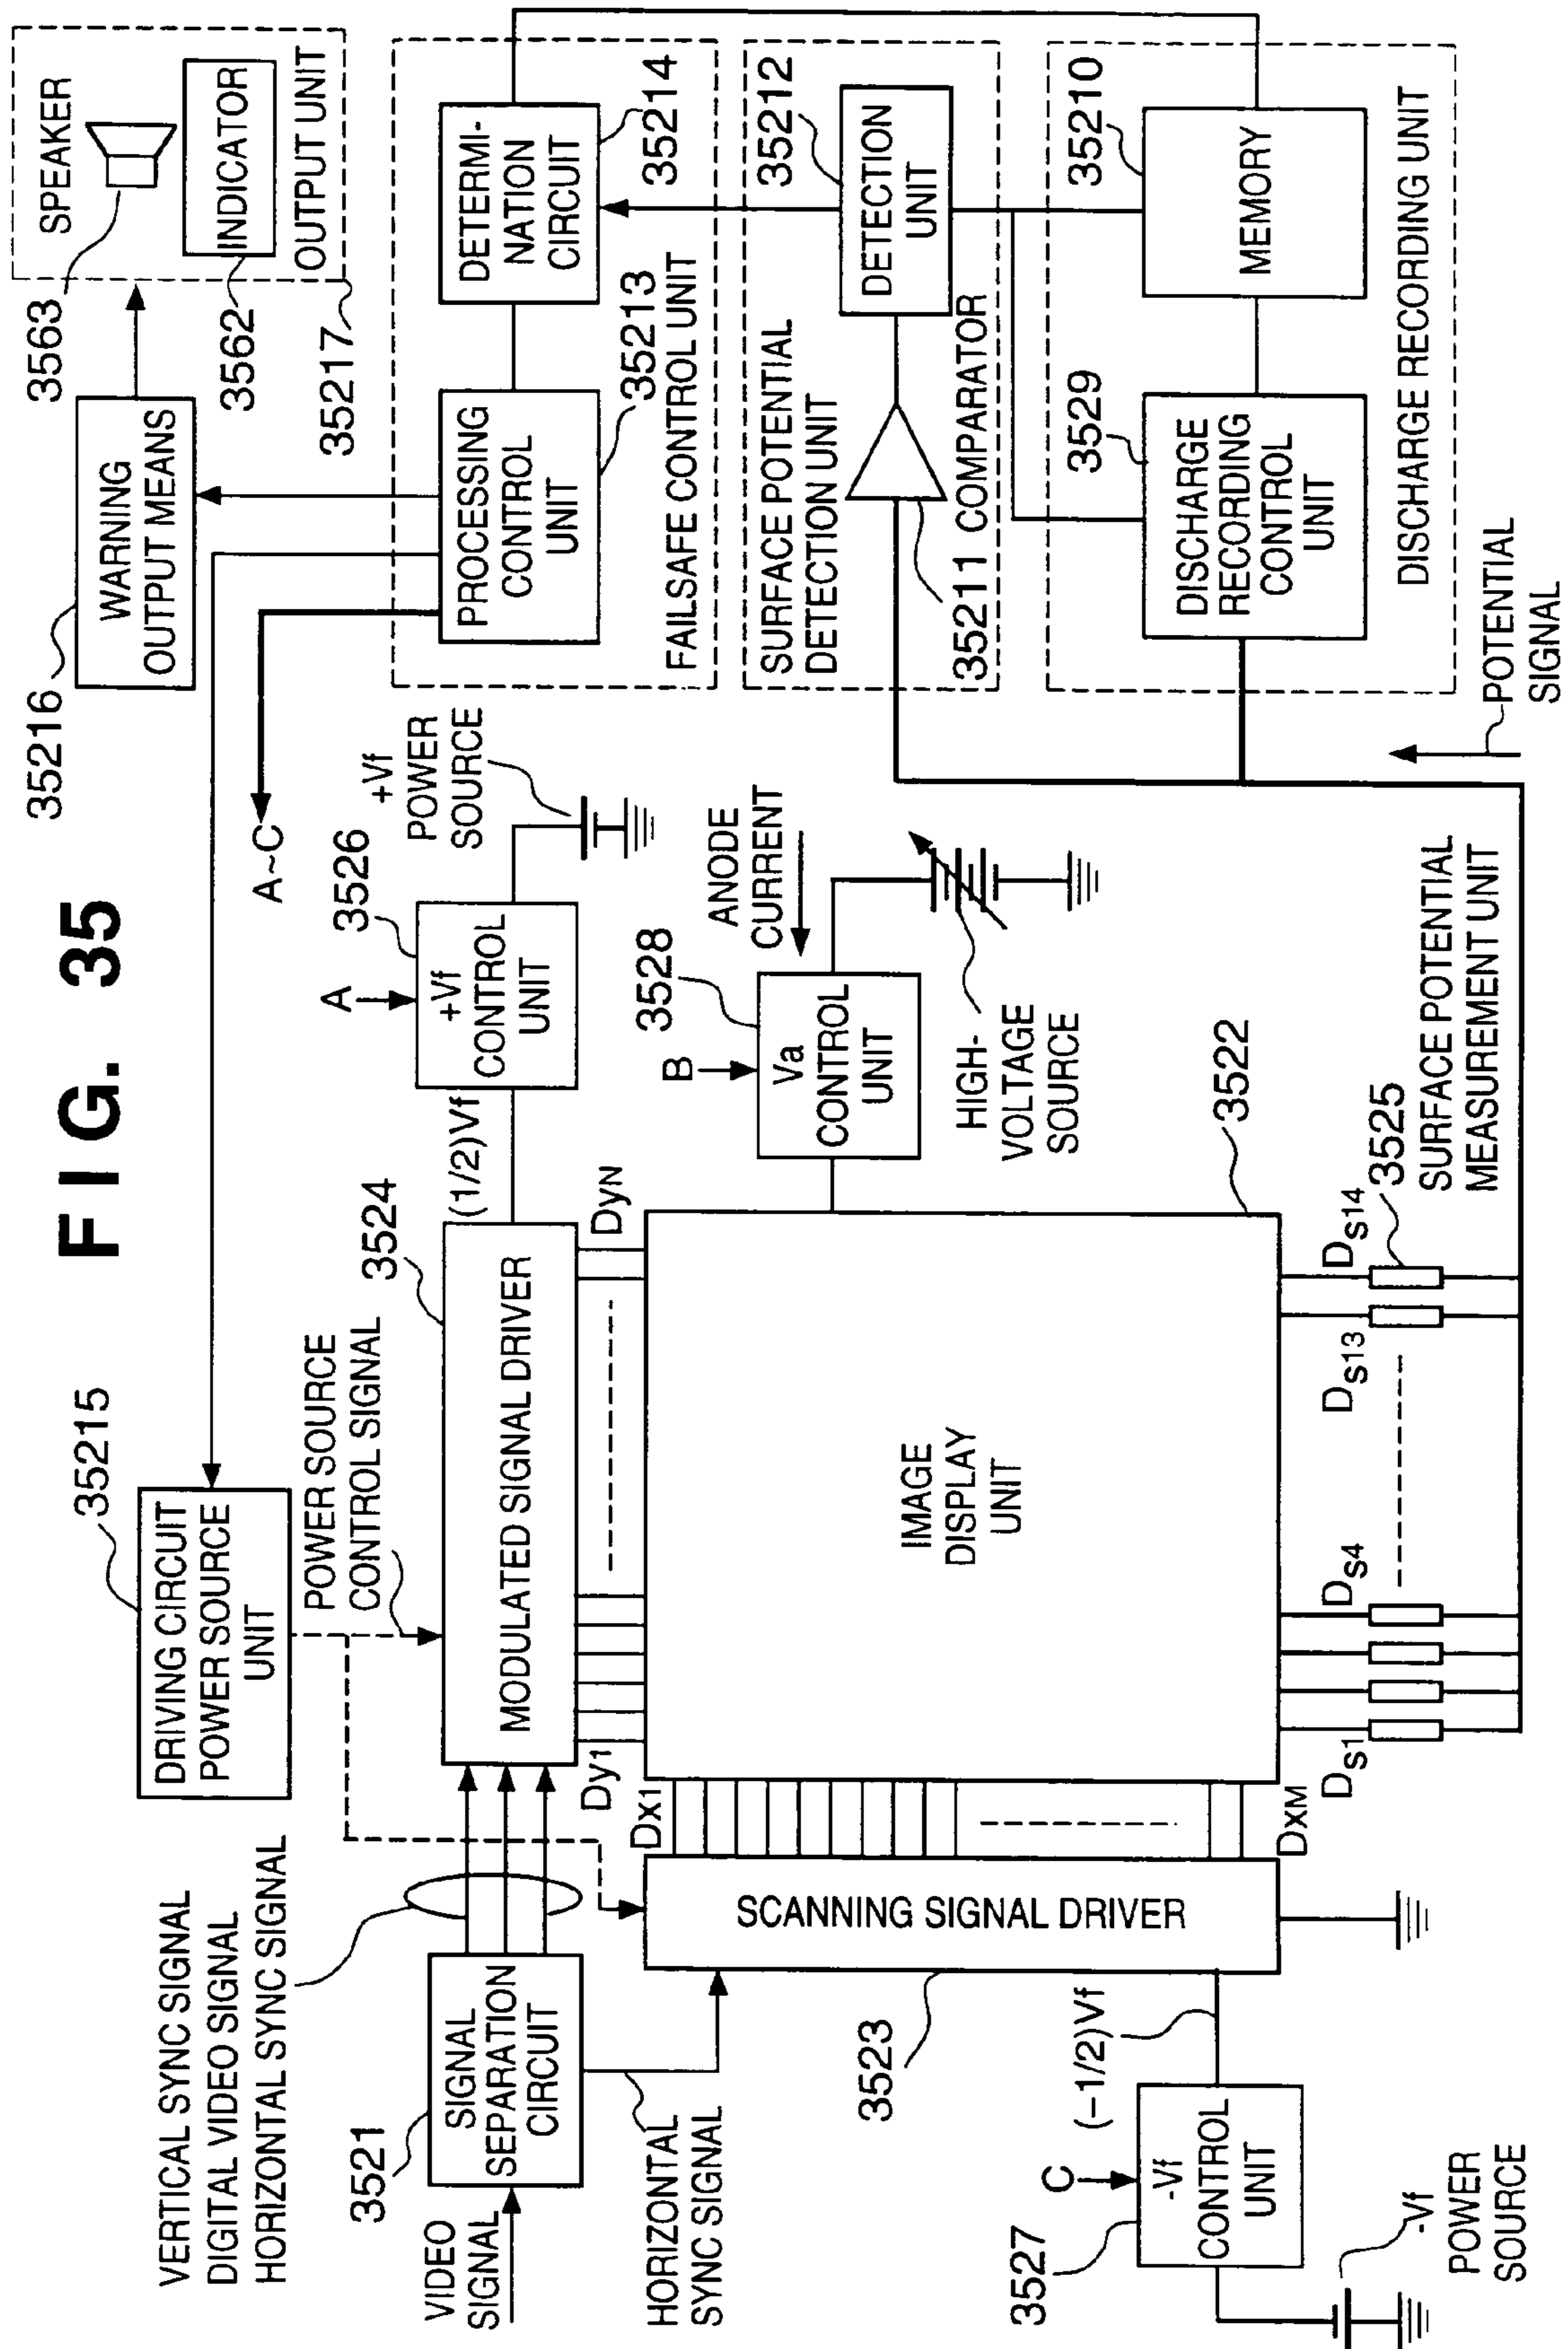 FIG. 35
35215
DRIVING CIRCUIT
POWER SOURCE
UNIT
35216
WARNING
OUTPUT MEANS
3563
3562
35217
SPEAKER
INDICATOR
OUTPUT UNIT
VERTICAL SYNC SIGNAL
DIGITAL VIDEO SIGNAL
HORIZONTAL SYNC SIGNAL
POWER SOURCE
CONTROL SIGNAL
3524
MODULATED SIGNAL DRIVER
(1/2)Vf
A
3526
+Vf
CONTROL
UNIT
+Vf
POWER
SOURCE
A~C
PROCESSING
CONTROL
UNIT
35213
DETERMI-
NATION
CIRCUIT
35214
FAILSAFE CONTROL UNIT
VIDEO
SIGNAL
3521
SIGNAL
SEPARATION
CIRCUIT
HORIZONTAL
SYNC SIGNAL
Dy1
DyN
Dx1
DxM
SCANNING SIGNAL DRIVER
3523
IMAGE
DISPLAY
UNIT
3522
B
3528
Va
CONTROL
UNIT
ANODE
CURRENT
HIGH-
VOLTAGE
SOURCE
SURFACE POTENTIAL
DETECTION UNIT
35211 COMPARATOR
35212
DETECTION
UNIT
3529
DISCHARGE
RECORDING
CONTROL
UNIT
35210
MEMORY
DISCHARGE RECORDING UNIT
POTENTIAL
SIGNAL
(-1/2)Vf
C
3527
-Vf
CONTROL
UNIT
-Vf
POWER
SOURCE
Ds1
Ds4
Ds13
Ds14
3525
SURFACE POTENTIAL
MEASUREMENT UNIT